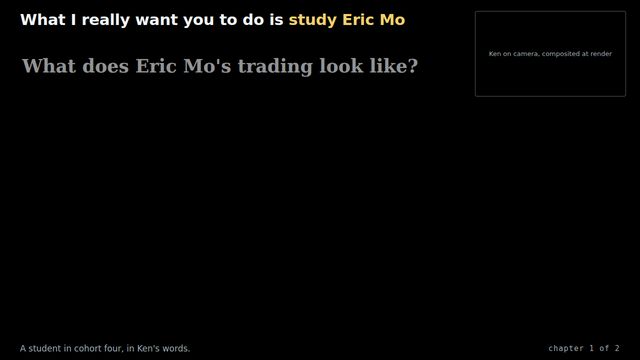 What I really want you to do is study Eric Mo
Ken on camera, composited at render
What does Eric Mo's trading look like?
A student in cohort four, in Ken's words.
chapter 1 of 2